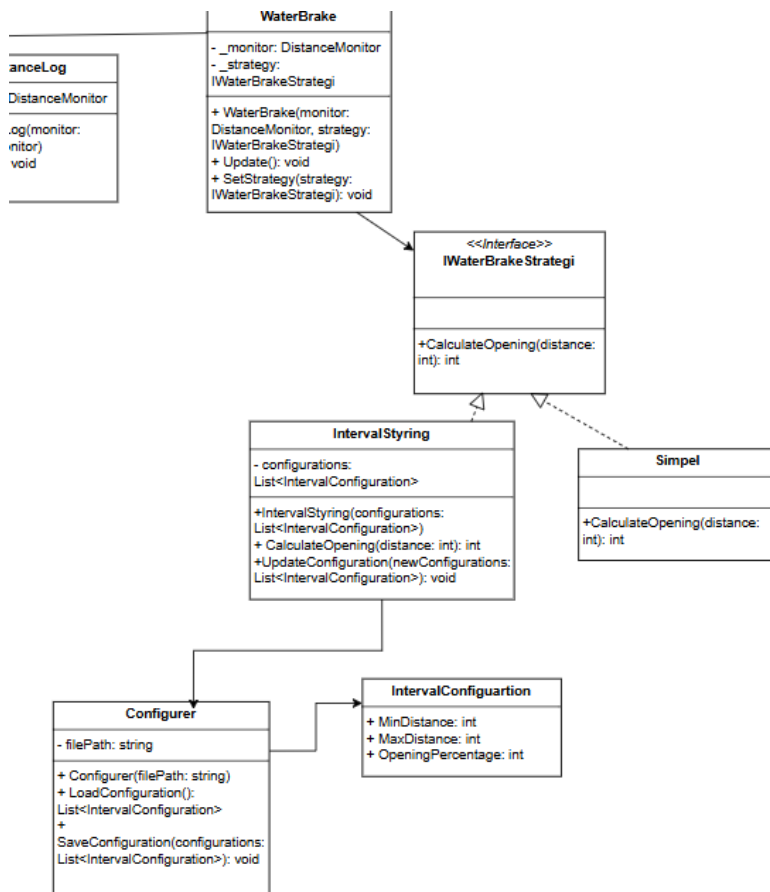 WaterBrake
- _monitor: DistanceMonitor
- _strategy:
IWaterBrakeStrategi
+ WaterBrake(monitor:
DistanceMonitor, strategy:
IWaterBrakeStrategi)
+ Update(): void
+ SetStrategy(strategy:
IWaterBrakeStrategi): void
tanceLog
DistanceMonitor
Log(monitor:
nitor)
void
<<Interface>>
IWaterBrakeStrategi
+CalculateOpening(distance:
int): int
IntervalStyring
- configurations:
List<IntervalConfiguration>
+IntervalStyring(configurations:
List<IntervalConfiguration>)
+ CalculateOpening(distance: int): int
+UpdateConfiguration(newConfigurations:
List<IntervalConfiguration>): void
Simpel
+CalculateOpening(distance:
int): int
Configurer
- filePath: string
+ Configurer(filePath: string)
+ LoadConfiguration():
List<IntervalConfiguration>
+
SaveConfiguration(configurations:
List<IntervalConfiguration>): void
IntervalConfiguartion
+ MinDistance: int
+ MaxDistance: int
+ OpeningPercentage: int